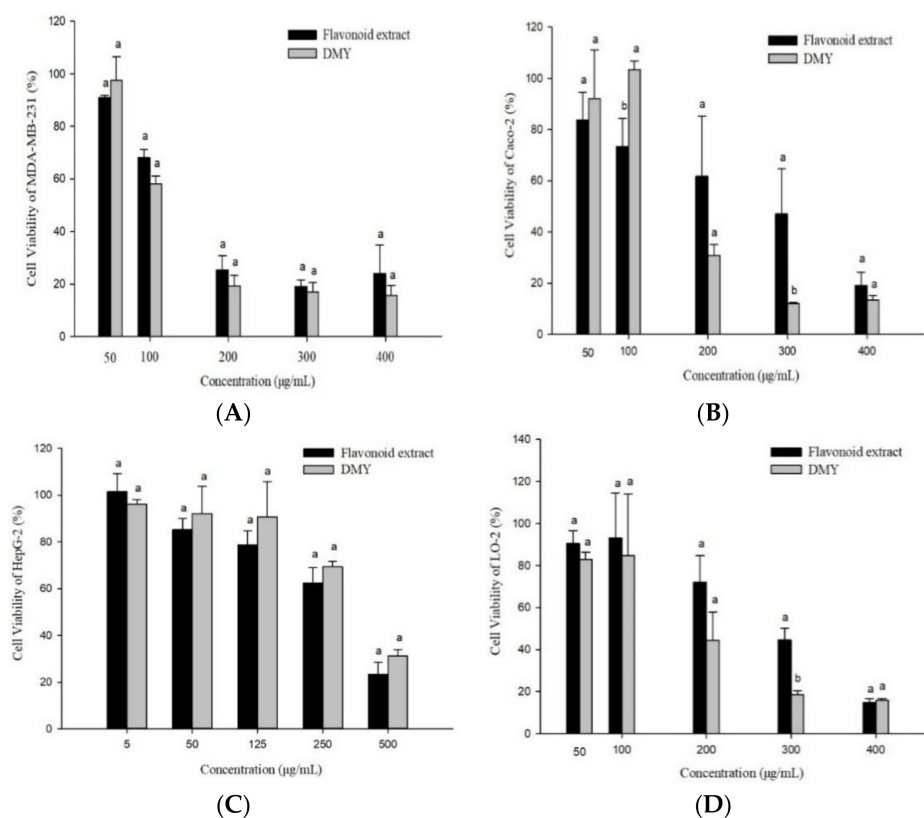 120
100
80
60
40
20
0
Cell Viability of MDA-MB-231 (%)
Flavonoid extract
DMY
a a
a a
a a
a a
a a
50 100 200 300 400
Concentration (μg/mL)
(A)
120
100
80
60
40
20
0
Cell Viability of Caco-2 (%)
Flavonoid extract
DMY
a a
b a
a a
a b
a a
50 100 200 300 400
Concentration (μg/mL)
(B)
120
100
80
60
40
20
0
Cell Viability of HepG-2 (%)
Flavonoid extract
DMY
a a
a a
a a
a a
a a
5 50 125 250 500
Concentration (μg/mL)
(C)
140
120
100
80
60
40
20
0
Cell Viability of LO-2 (%)
Flavonoid extract
DMY
a a
a a
a a
a b
a a
50 100 200 300 400
Concentration (μg/mL)
(D)